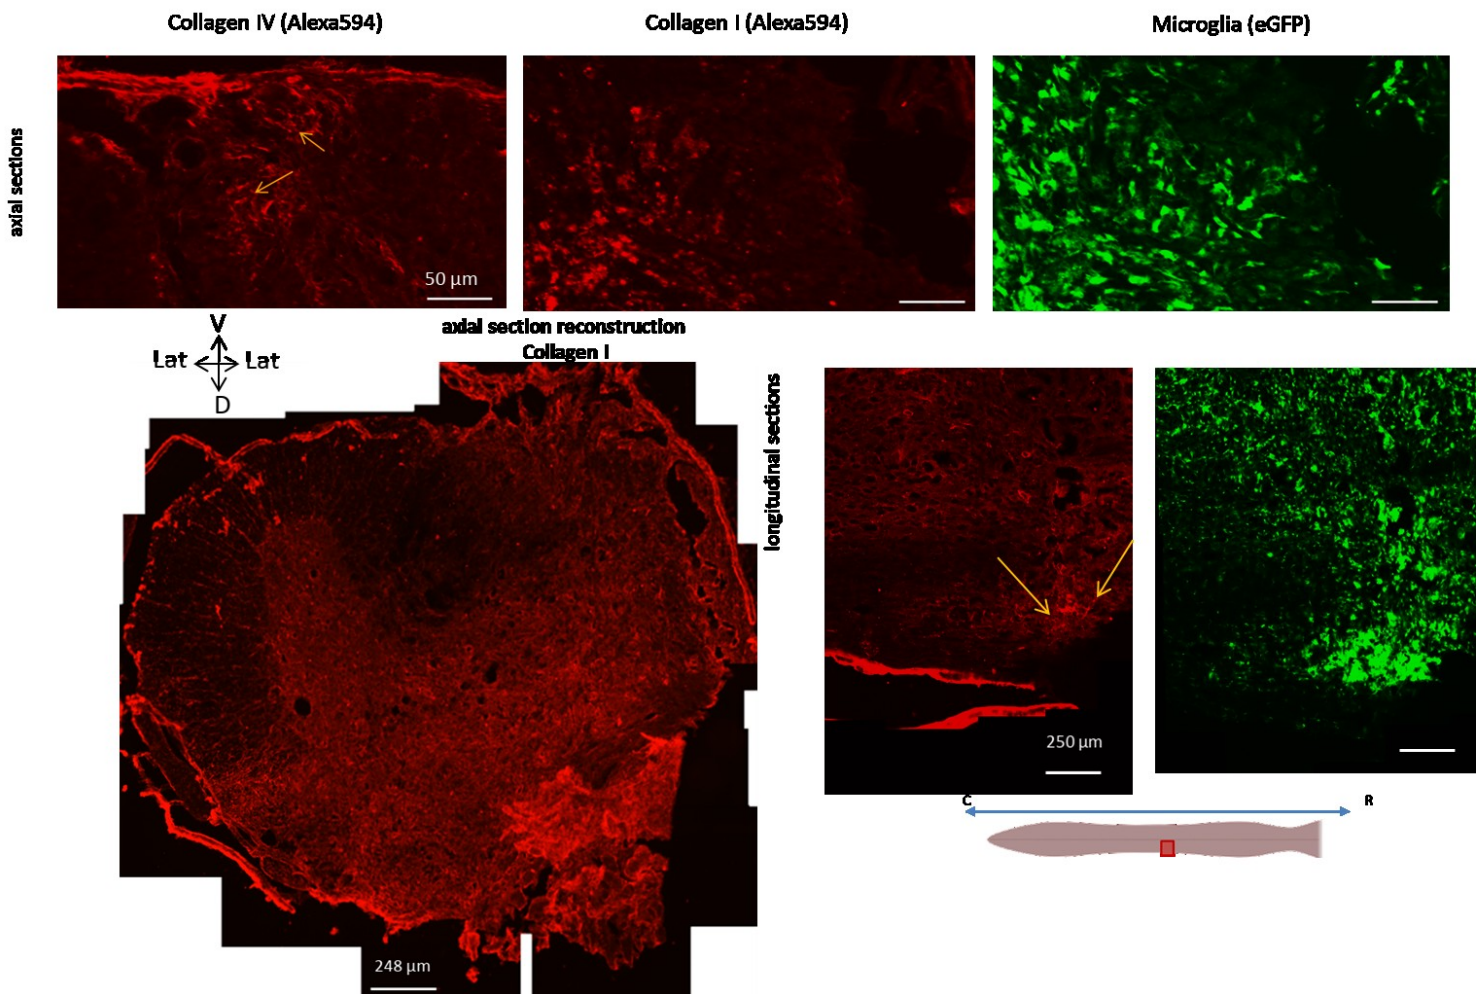 Collagen IV (Alexa594)
Collagen I (Alexa594)
Microglia (eGFP)
axial sections
50 µm
V
Lat Lat
D
axial section reconstruction
Collagen I
longitudinal sections
250 µm
248 µm
C
R